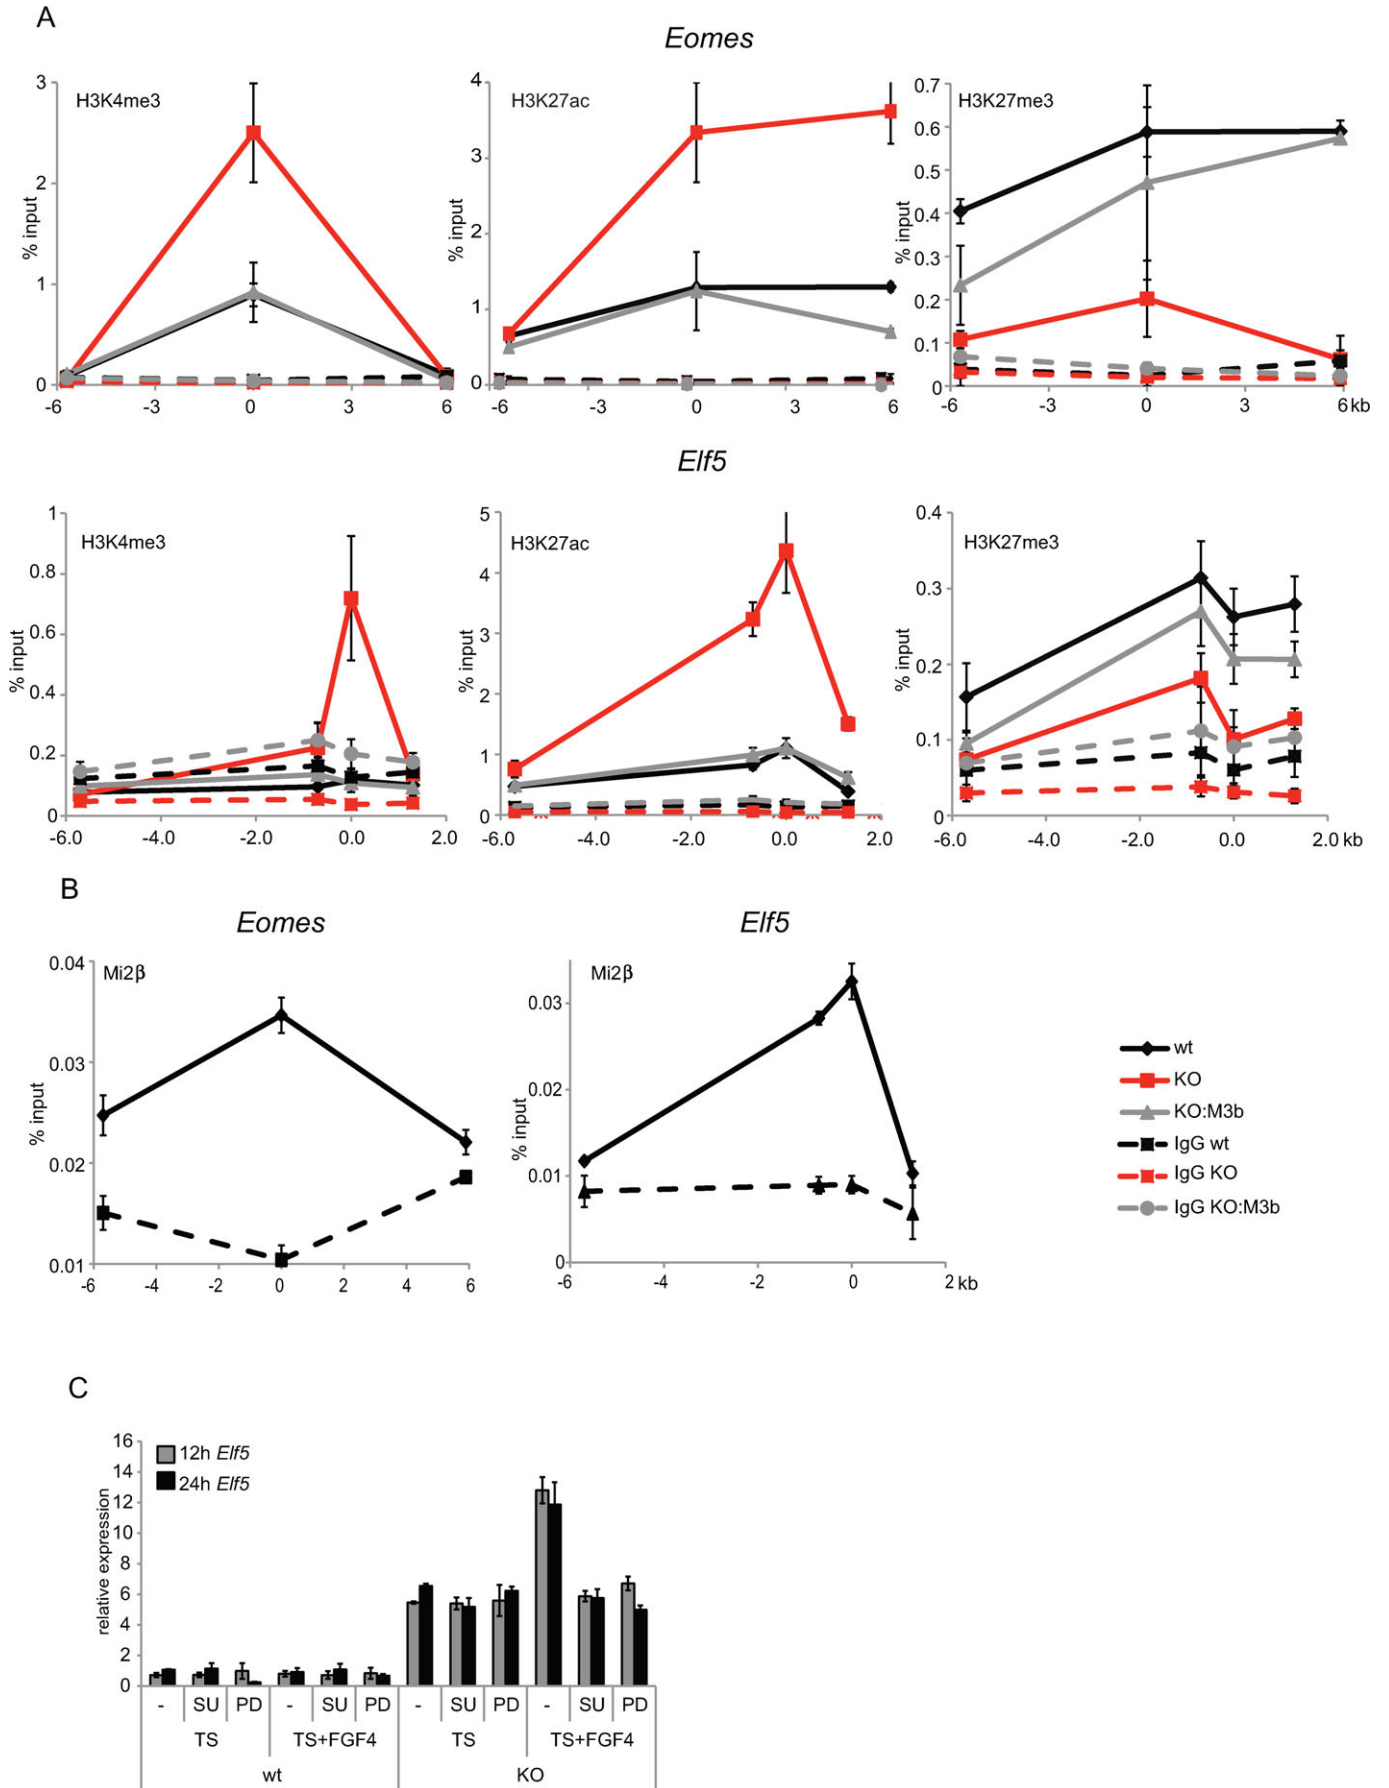 A
Eomes
H3K4me3
% input
3
2
1
0
-6 -3 0 3 6
H3K27ac
% input
4
3
2
1
0
-6 -3 0 3 6
H3K27me3
% input
0.7
0.6
0.5
0.4
0.3
0.2
0.1
0
-6 -3 0 3 6 kb
Elf5
H3K4me3
% input
1
0.8
0.6
0.4
0.2
0
-6.0 -4.0 -2.0 0.0 2.0
H3K27ac
% input
5
4
3
2
1
0
-6.0 -4.0 -2.0 0.0 2.0
H3K27me3
% input
0.4
0.3
0.2
0.1
0
-6.0 -4.0 -2.0 0.0 2.0 kb
B
Eomes
Mi2β
% input
0.04
0.03
0.02
0.01
-6 -4 -2 0 2 4 6
Elf5
Mi2β
% input
0.03
0.02
0.01
0
-6 -4 -2 0 2 kb
wt
KO
KO:M3b
IgG wt
IgG KO
IgG KO:M3b
C
relative expression
16
14
12
10
8
6
4
2
0
12h Elf5
24h Elf5
- SU PD - SU PD - SU PD - SU PD
TS TS+FGF4 TS TS+FGF4
wt KO